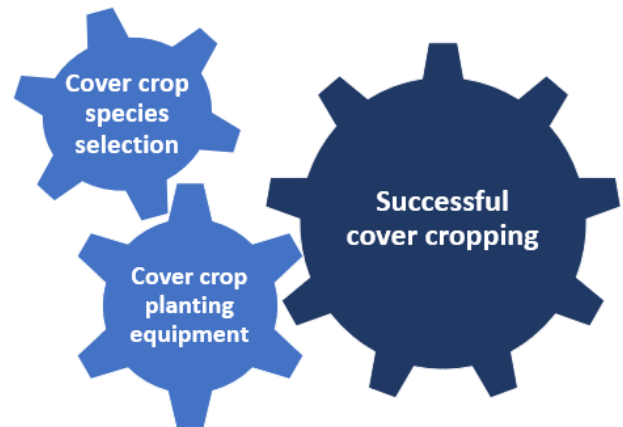 Cover crop
species
selection
Successful
cover cropping
Cover crop
planting
equipment